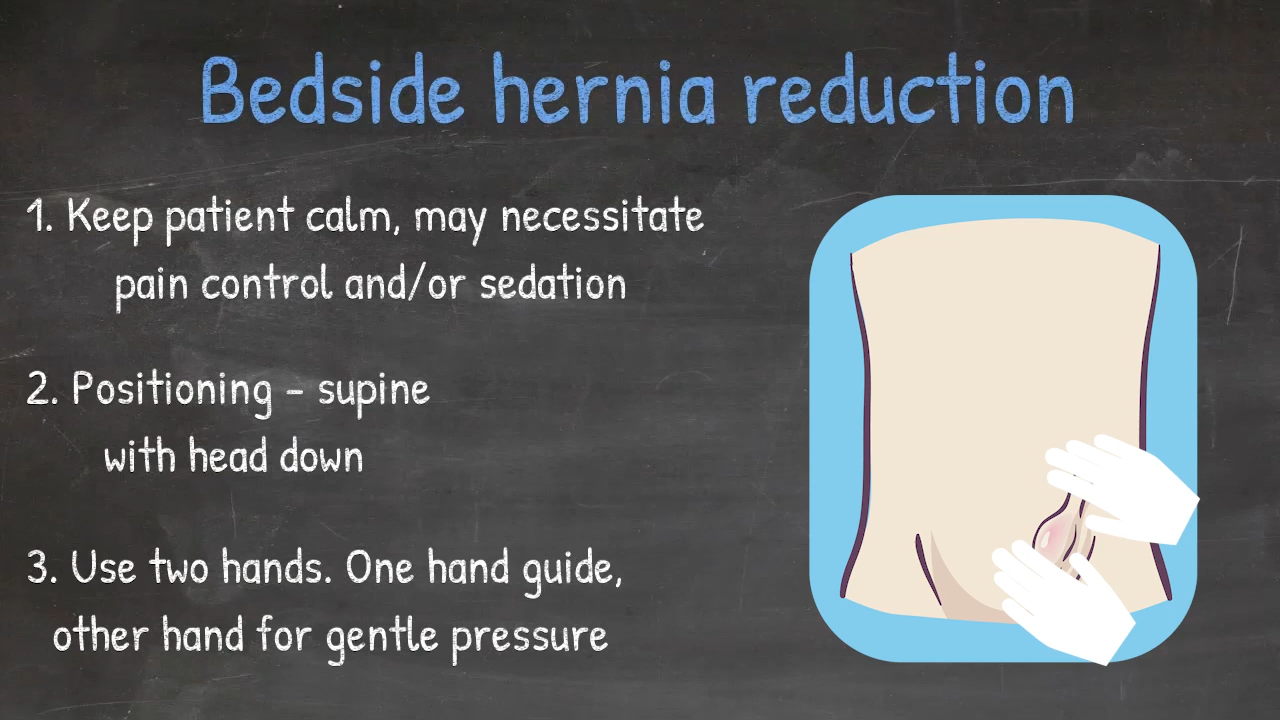 Bedside hernia reduction
1. Keep patient calm, may necessitate
pain control and/or sedation
2. Positioning - supine
with head down
3. Use two hands. One hand guide,
other hand for gentle pressure